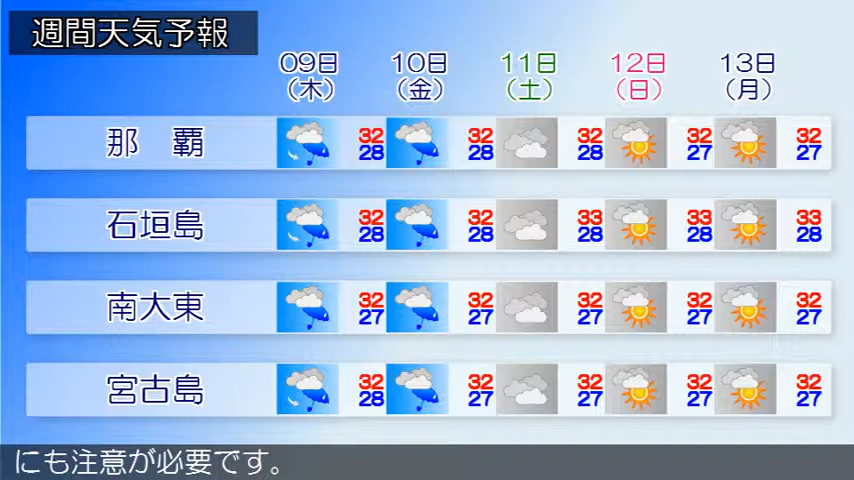 週間天気予報
09日 10日 11日 12日 13日
(木) (金) (土) (日) (月)
那 覇 32 28 32 28 32 28 32 27 32 27
石垣島 32 28 32 28 33 28 33 28 33 28
南大東 32 27 32 27 32 27 32 27 32 27
宮古島 32 28 32 27 32 27 32 27 32 27
にも注意が必要です。